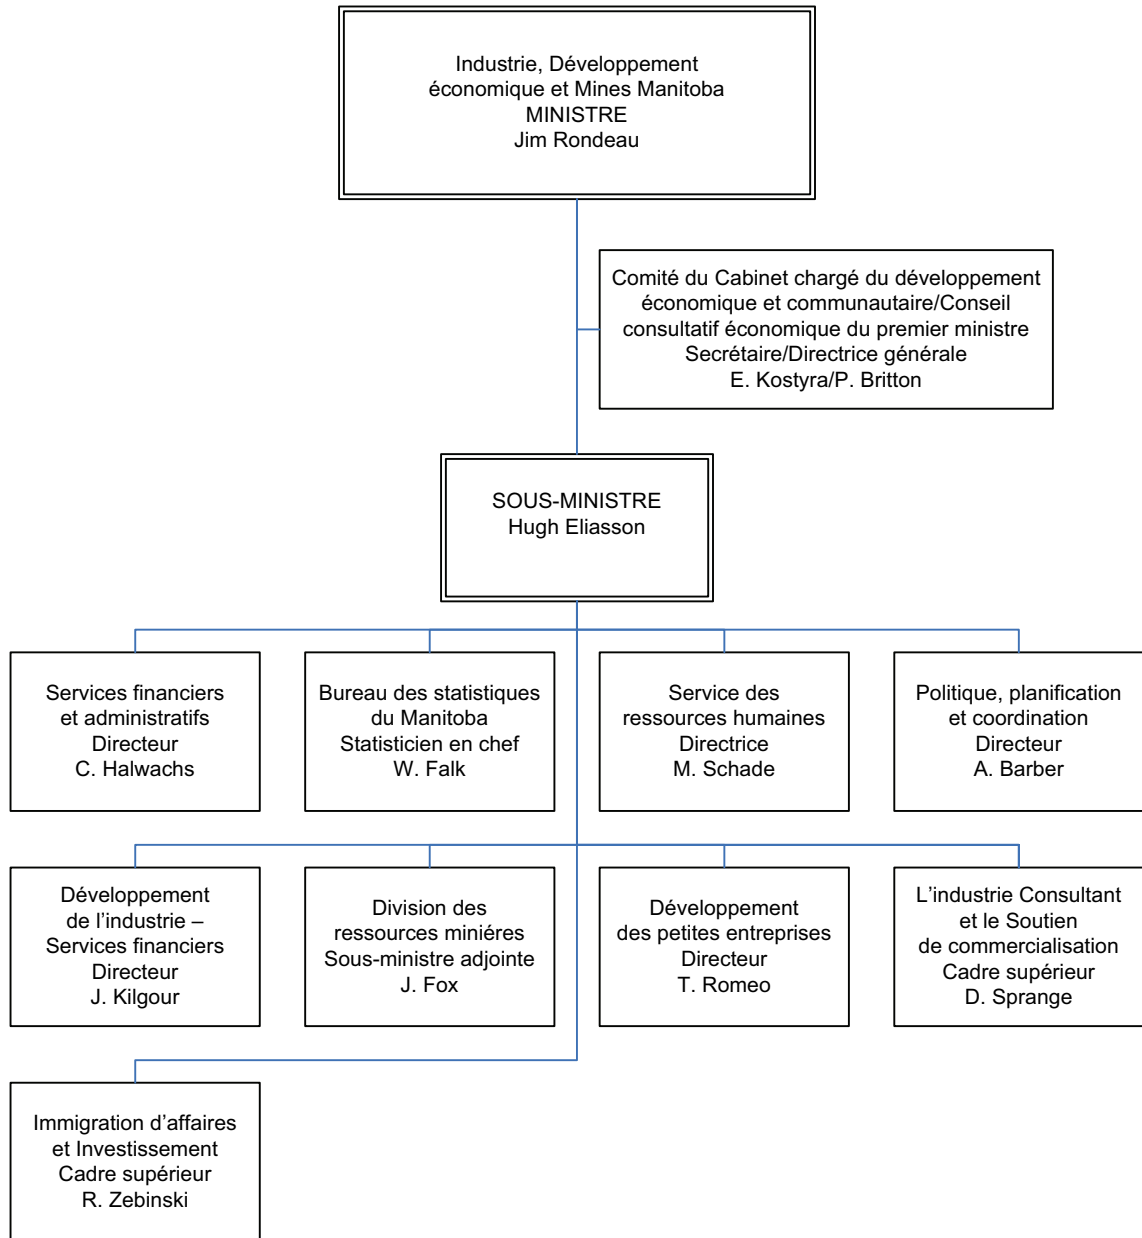 Industrie, Développement
économique et Mines Manitoba
MINISTRE
Jim Rondeau
Comité du Cabinet chargé du développement
économique et communautaire/Conseil
consultatif économique du premier ministre
Secrétaire/Directrice générale
E. Kostyra/P. Britton
SOUS-MINISTRE
Hugh Eliasson
Services financiers
et administratifs
Directeur
C. Halwachs
Bureau des statistiques
du Manitoba
Statisticien en chef
W. Falk
Service des
ressources humaines
Directrice
M. Schade
Politique, planification
et coordination
Directeur
A. Barber
Développement
de l’industrie –
Services financiers
Directeur
J. Kilgour
Division des
ressources miniéres
Sous-ministre adjointe
J. Fox
Développement
des petites entreprises
Directeur
T. Romeo
L’industrie Consultant
et le Soutien
de commercialisation
Cadre supérieur
D. Sprange
Immigration d’affaires
et Investissement
Cadre supérieur
R. Zebinski